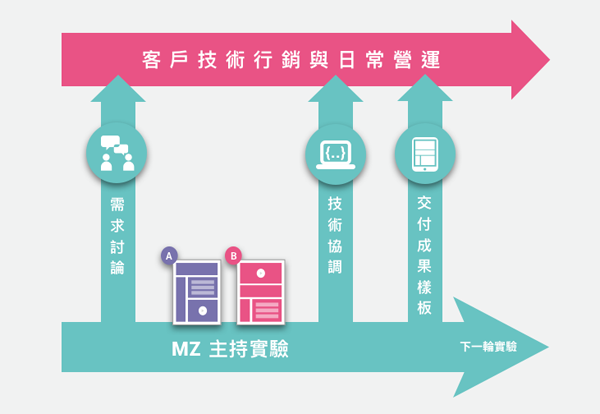 客戶技術行銷與日常營運
{..}
需求討論
技術協調
交付成果樣板
A
B
MZ 主持實驗
下一輪實驗